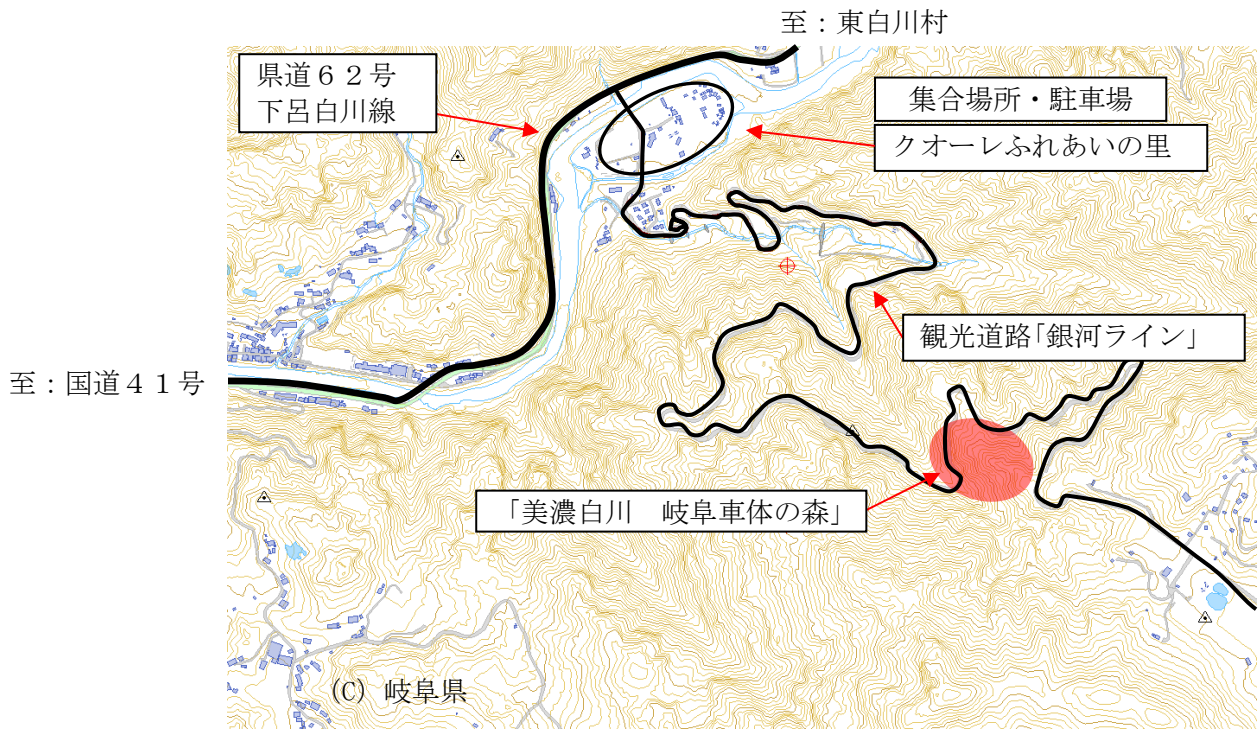 至：東白川村
県道６２号
下呂白川線
集合場所・駐車場
クオーレふれあいの里
観光道路「銀河ライン」
至：国道４１号
「美濃白川　岐阜車体の森」
(C) 岐阜県